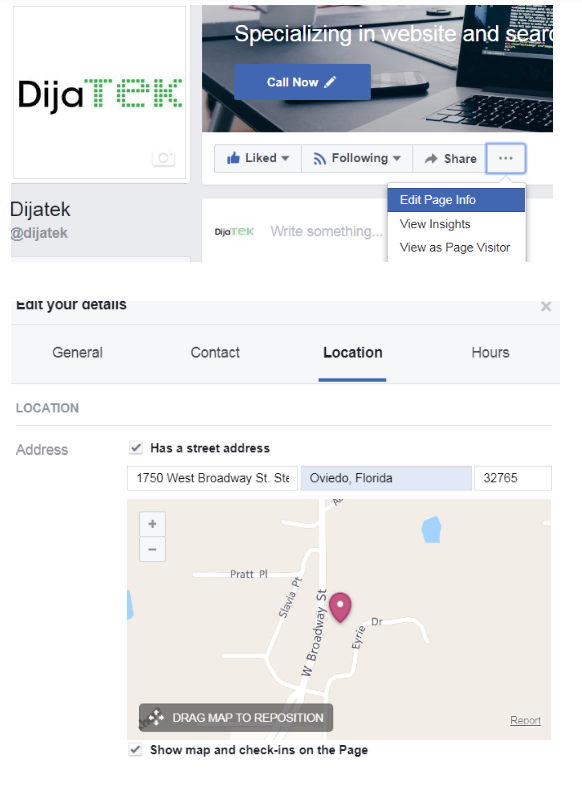 Specializing in website and searc
Call Now
DijaTEK
Liked
Following
Share
...
Dijatek
@dijatek
DijaTEK
Write something...
Edit Page Info
View Insights
View as Page Visitor
Edit your details
×
General
Contact
Location
Hours
LOCATION
Address
Has a street address
1750 West Broadway St. Ste
Oviedo, Florida
32765
+
−
Pratt Pl
Slavia Pt
W Broadway St
Eyrie Dr
DRAG MAP TO REPOSITION
Report
Show map and check-ins on the Page